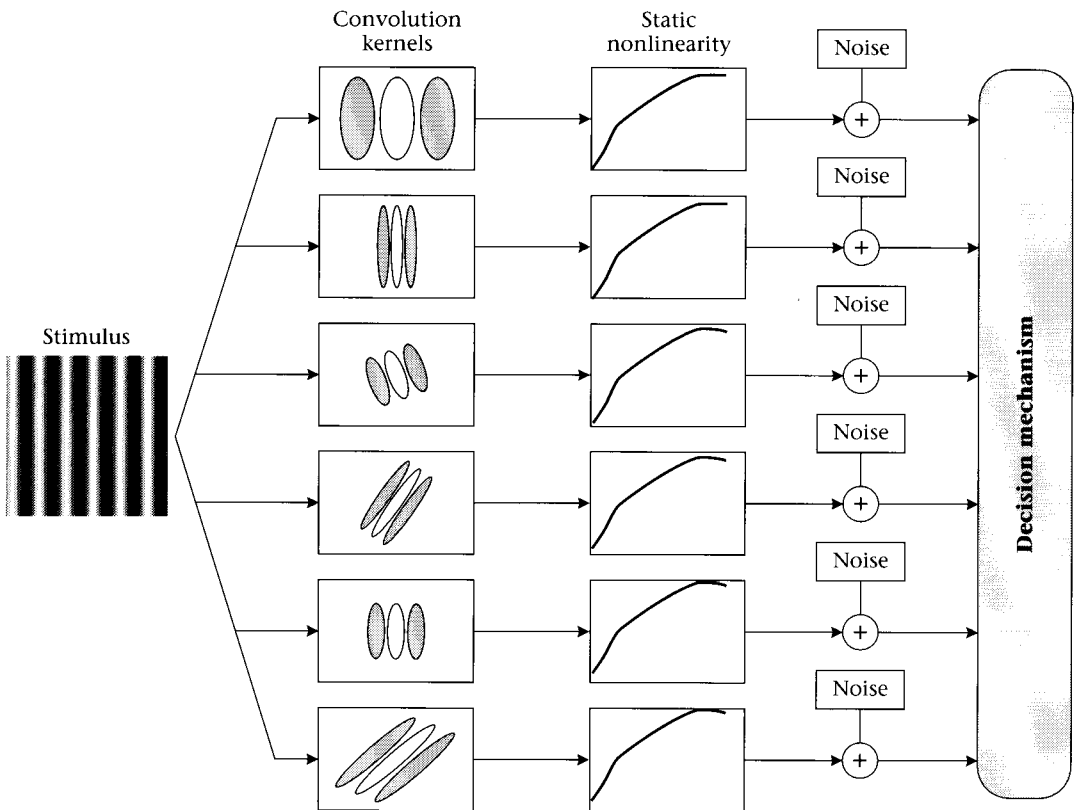 Convolution
kernels
Static
nonlinearity
Noise
+
Noise
+
Stimulus
Noise
+
Noise
+
Noise
+
Noise
+
Decision mechanism